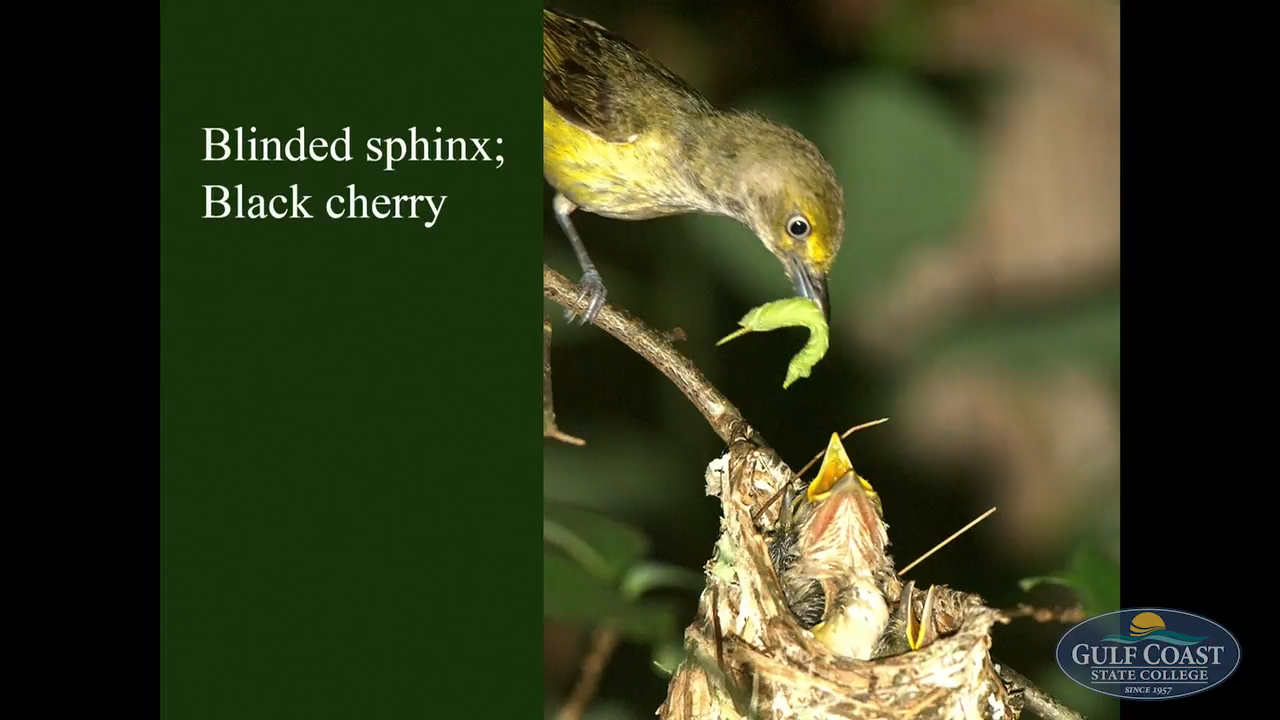 Blinded sphinx;
Black cherry
GULF COAST
STATE COLLEGE
SINCE 1957